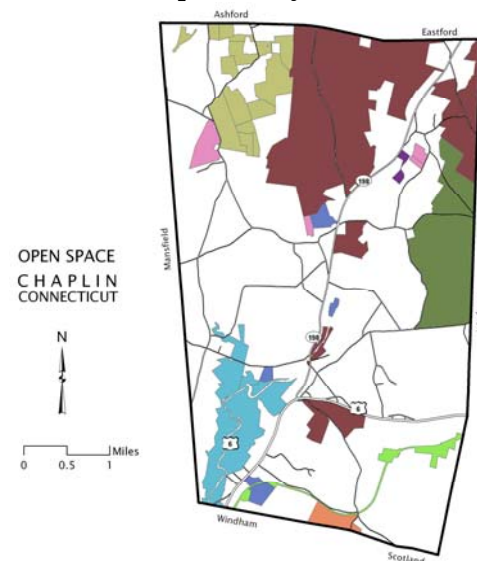 Ashford
Eastford
198
Mansfield
OPEN SPACE
CHAPLIN
CONNECTICUT
N
198
6
6
0 0.5 1 Miles
Windham
Scotland